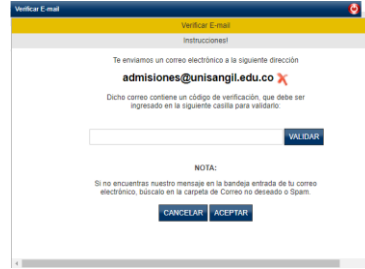 Verificar E-mail
Verificar E-mail
Instrucciones!
Te enviamos un correo electrónico a la siguiente dirección
admisiones@unisangil.edu.co
Dicho correo contiene un código de verificación, que debe ser
ingresado en la siguiente casilla para validarlo:
VALIDAR
NOTA:
Si no encuentras nuestro mensaje en la bandeja entrada de tu correo
electrónico, búscalo en la carpeta de Correo no deseado o Spam.
CANCELAR ACEPTAR